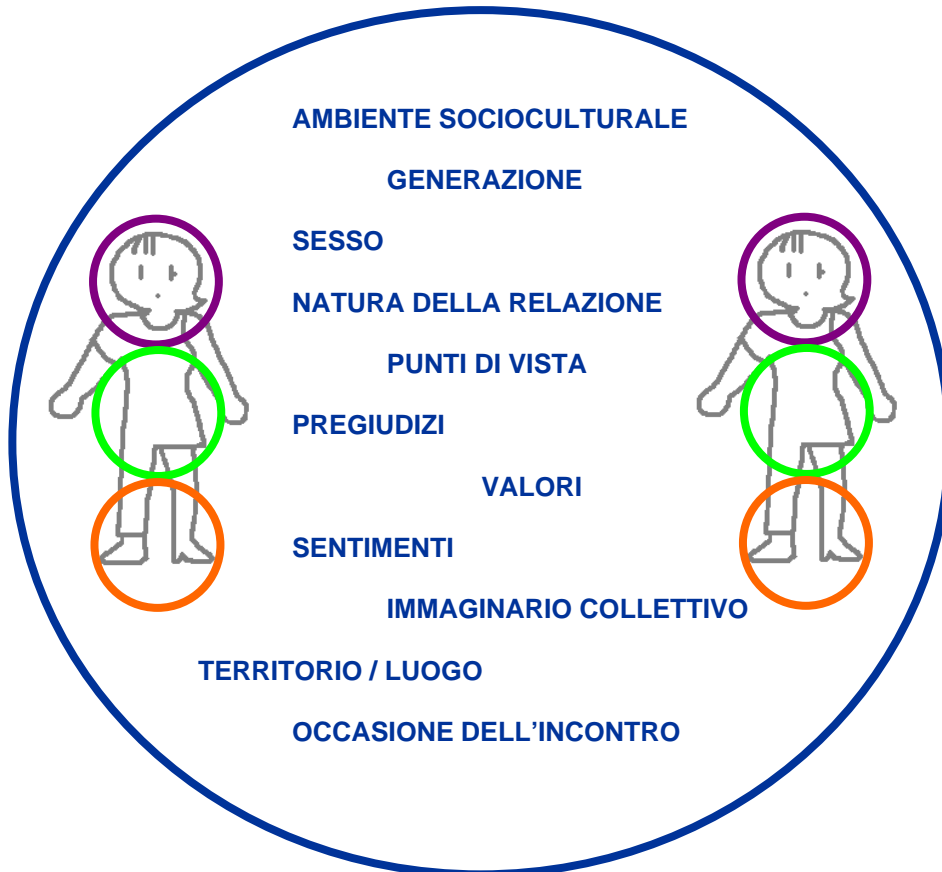 AMBIENTE SOCIOCULTURALE
GENERAZIONE
SESSO
NATURA DELLA RELAZIONE
PUNTI DI VISTA
PREGIUDIZI
VALORI
SENTIMENTI
IMMAGINARIO COLLETTIVO
TERRITORIO / LUOGO
OCCASIONE DELL’INCONTRO